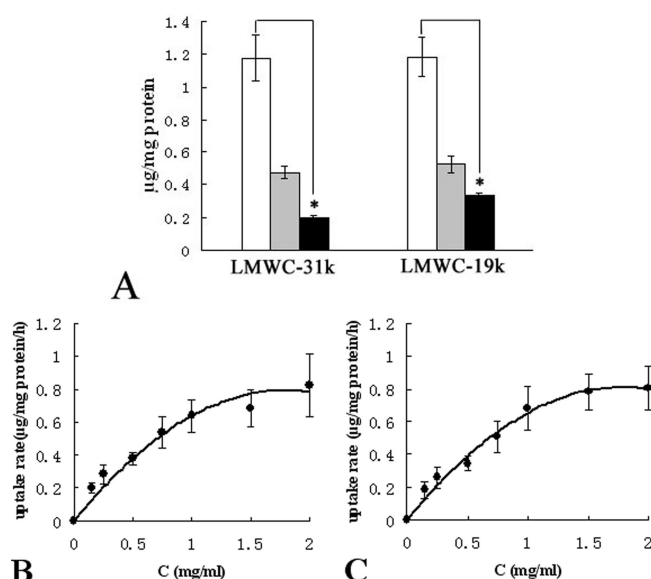 1.4
1.2
1
0.8
0.6
0.4
0.2
0
µg/mg protein
* *
LMWC-31k LMWC-19k
A
1.2
1
0.8
0.6
0.4
0.2
0
uptake rate(µg/mg protein/h)
0 0.5 1 1.5 2
C (mg/ml)
B
1.2
1
0.8
0.6
0.4
0.2
0
uptake rate (µg/mg protein/h)
0 0.5 1 1.5 2
C (mg/ml)
C